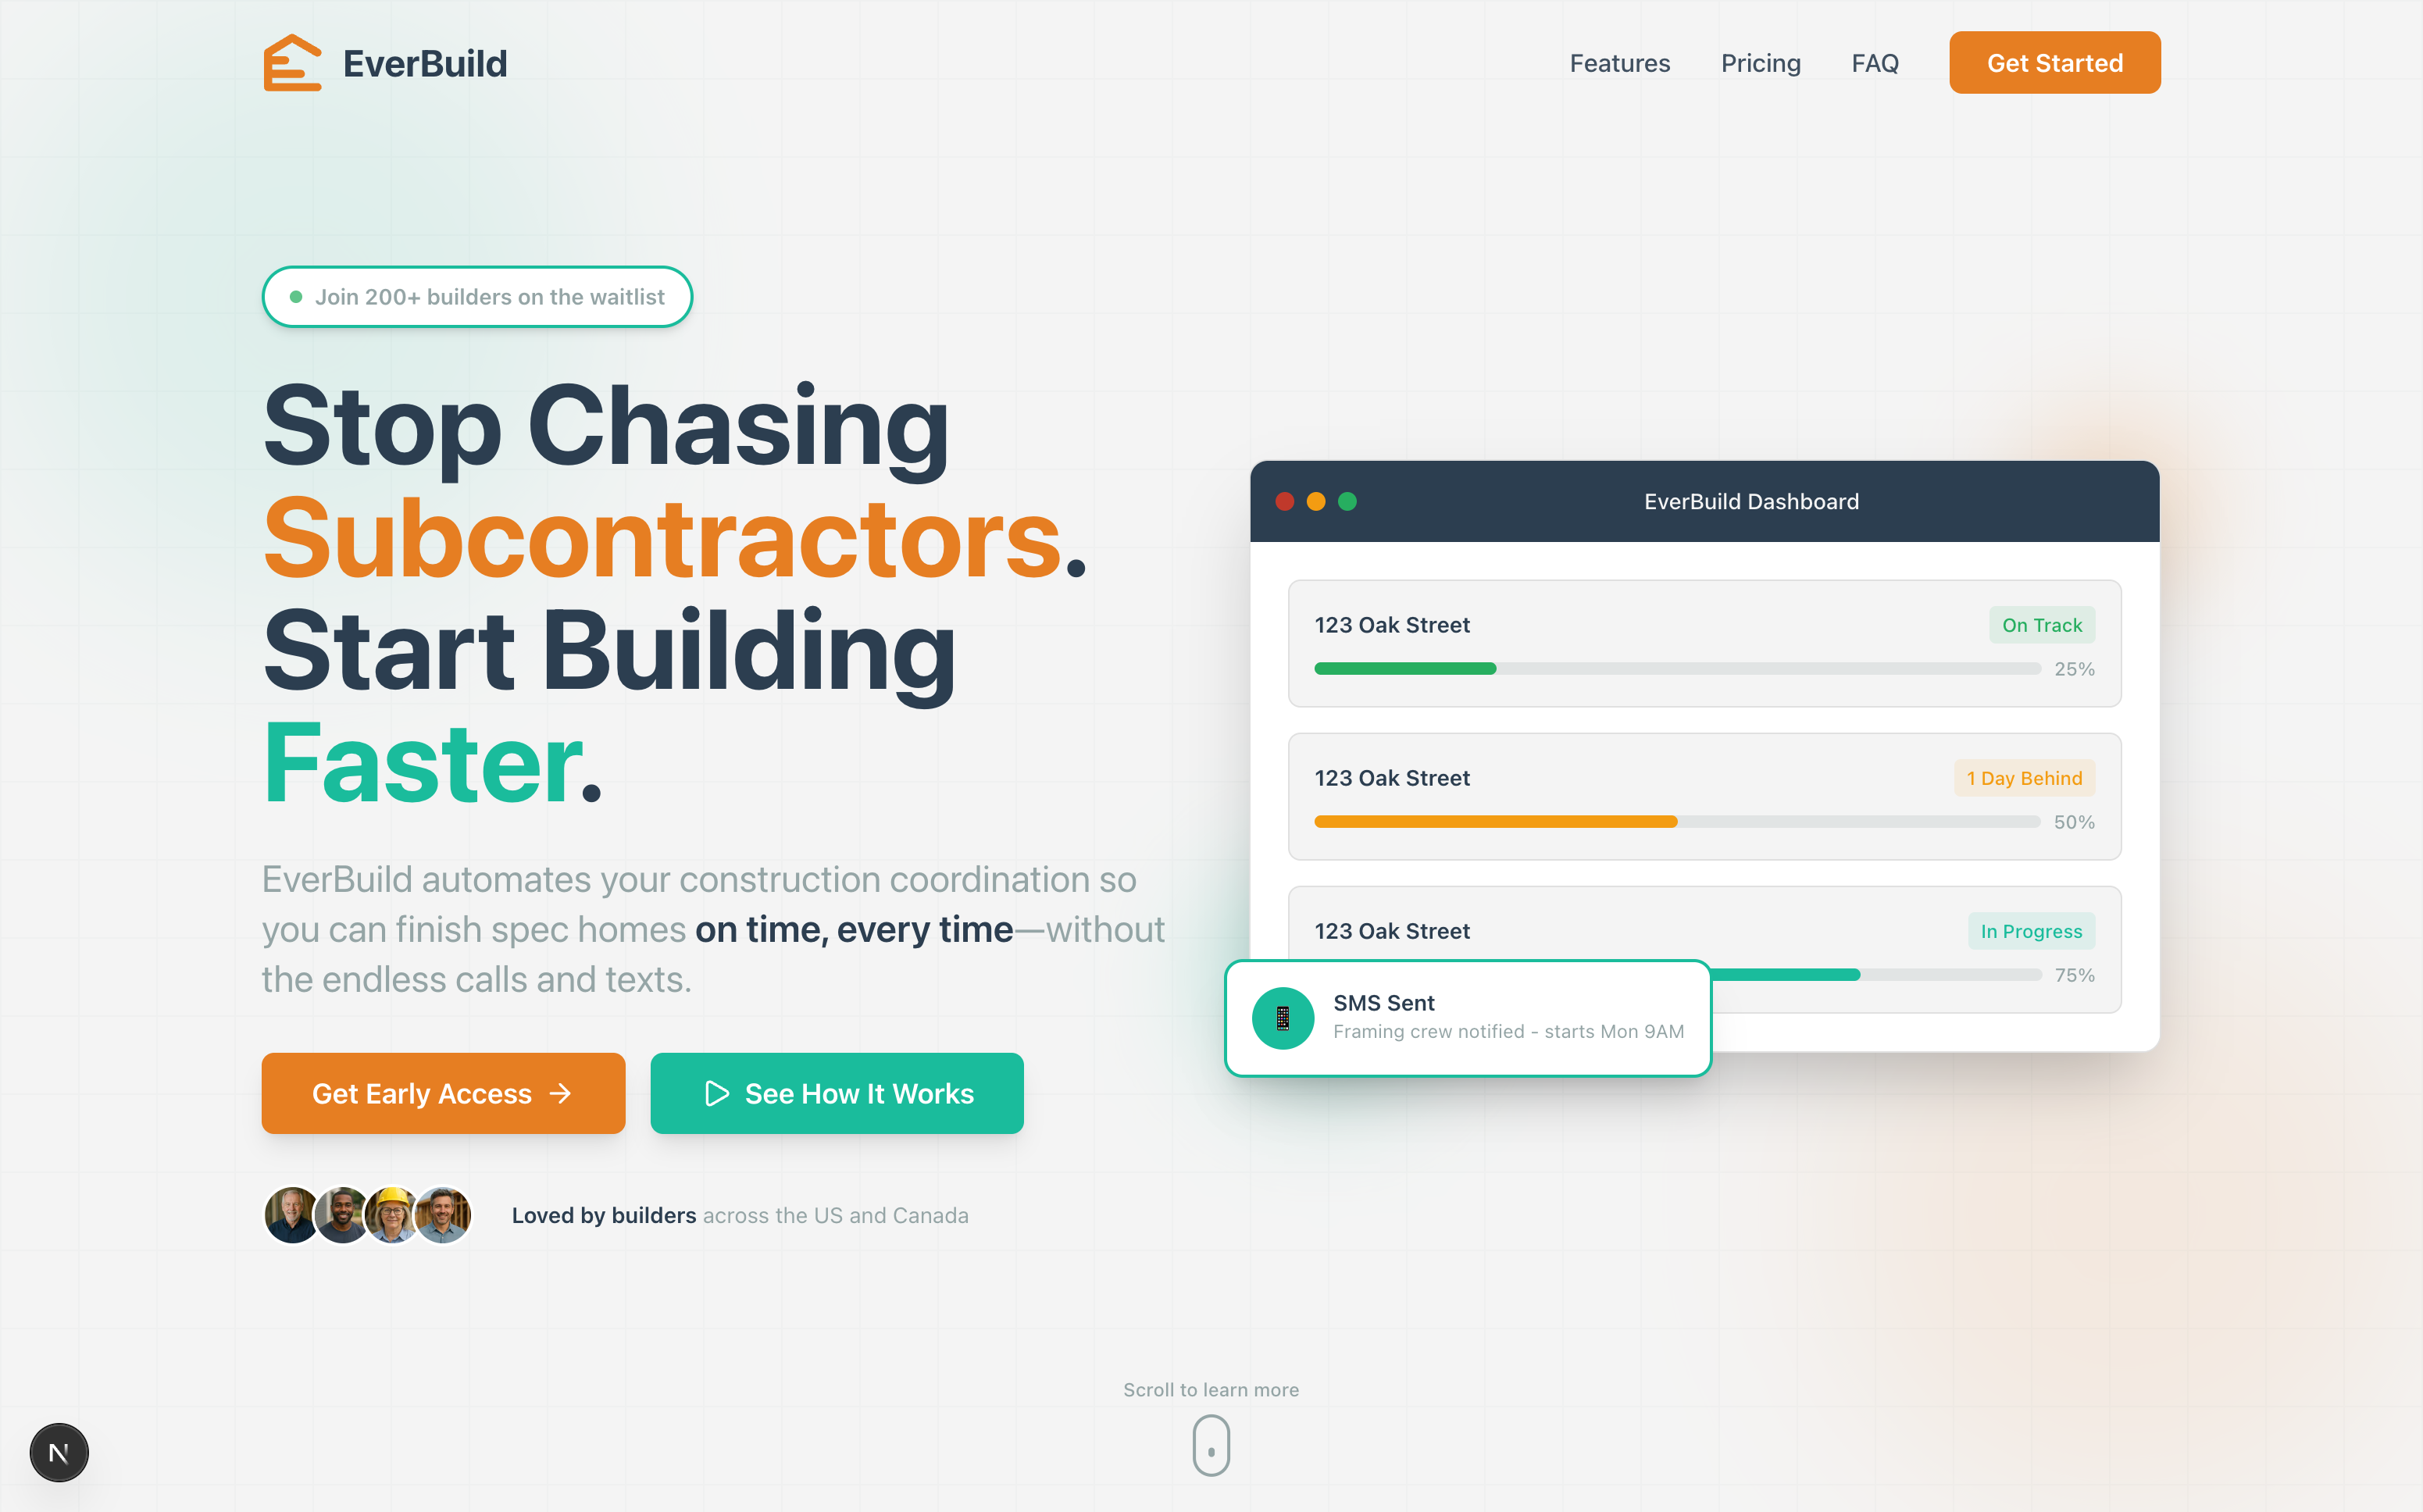 EverBuild
Features
Pricing
FAQ
Get Started
Join 200+ builders on the waitlist
Stop Chasing
Subcontractors.
Start Building
Faster.
EverBuild automates your construction coordination so
you can finish spec homes on time, every time—without
the endless calls and texts.
Get Early Access
See How It Works
Loved by builders across the US and Canada
EverBuild Dashboard
123 Oak Street
On Track
25%
123 Oak Street
1 Day Behind
50%
123 Oak Street
In Progress
75%
SMS Sent
Framing crew notified - starts Mon 9AM
Scroll to learn more
N